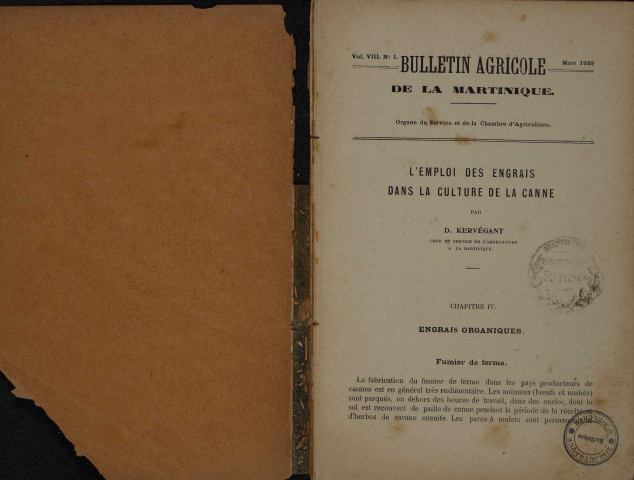 Vol. VIII. N° 1. BULLETIN AGRICOLE Mars 1939
DE LA MARTINIQUE.
Organe du Service et de la Chambre d'Agriculture.
L'EMPLOI DES ENGRAIS
DANS LA CULTURE DE LA CANNE
PAR
D. KERVÉGANT
CHEF DU SERVICE DE L'AGRICULTURE
A LA MARTINIQUE.
CHAPITRE IV.
ENGRAIS ORGANIQUES.
Fumier de ferme.
La fabrication du fumier de ferme dans les pays producteurs de
cannes est en général très rudimentaire. Les animaux (bœufs et mulets)
sont parqués, en dehors des heures de travail, dans des enclos, dont le
sol est recouvert de paille de canne pendant la période de la récolte et
d'herbes de savane ensuite. Les parcs à mulets sont